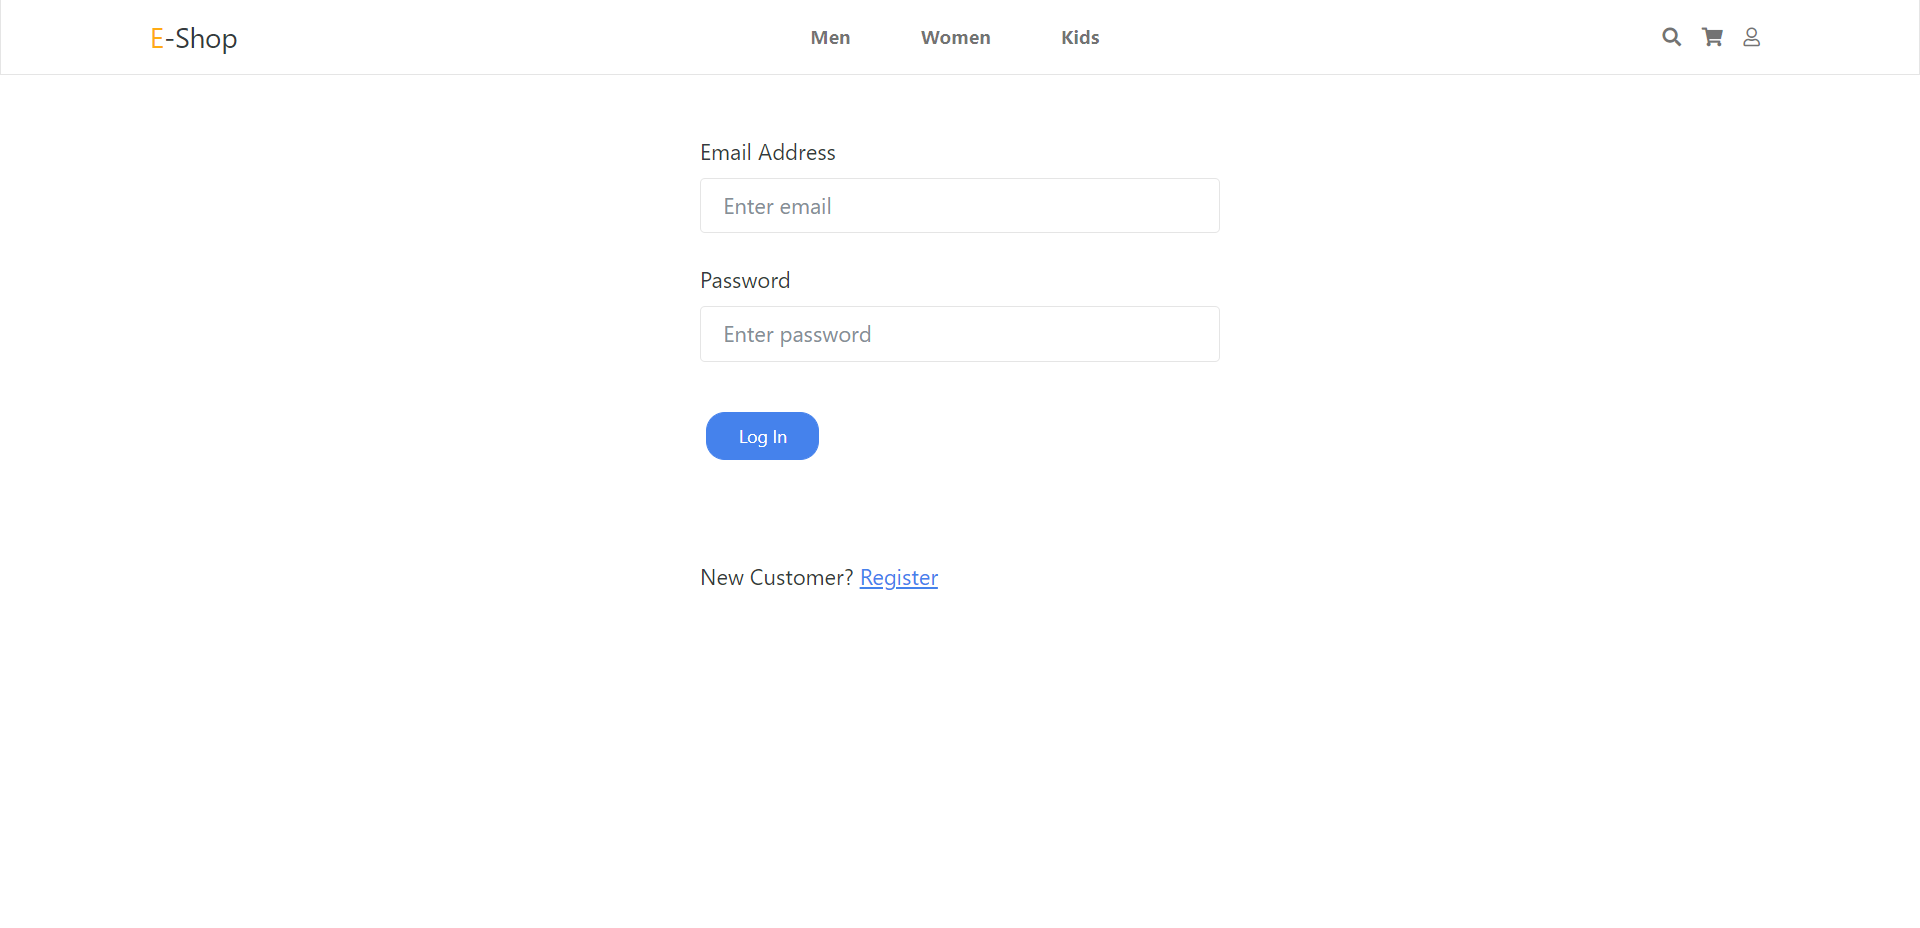 E-Shop Men Women Kids
Email Address
Enter email
Password
Enter password
Log In
New Customer? Register